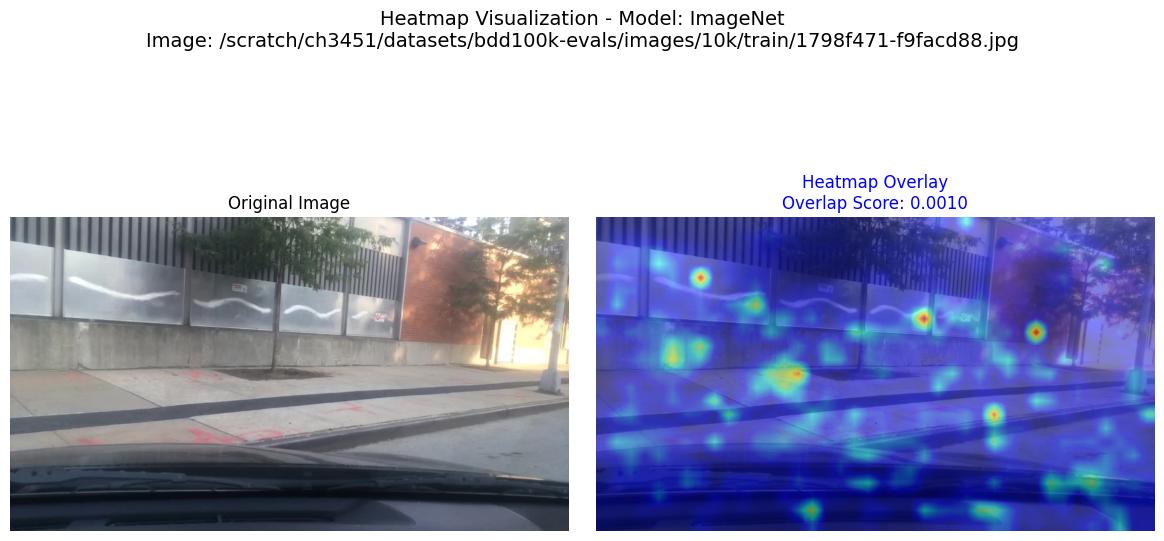 Heatmap Visualization - Model: ImageNet
Image: /scratch/ch3451/datasets/bdd100k-evals/images/10k/train/1798f471-f9facd88.jpg
Original Image
Heatmap Overlay
Overlap Score: 0.0010